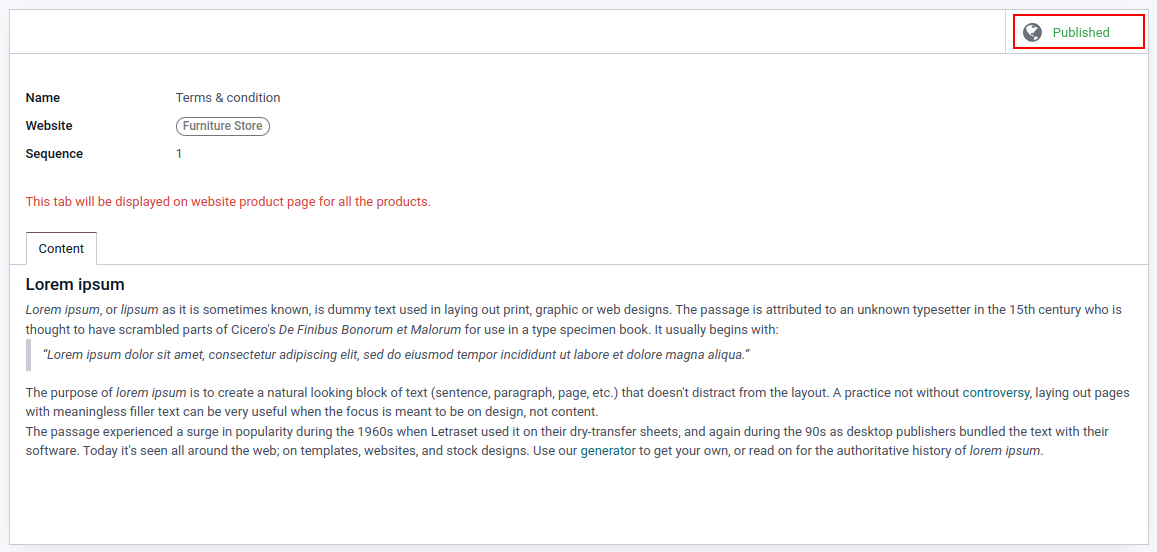 Published
Name Terms & condition
Website Furniture Store
Sequence 1
This tab will be displayed on website product page for all the products.
Content
Lorem ipsum
Lorem ipsum, or lipsum as it is sometimes known, is dummy text used in laying out print, graphic or web designs. The passage is attributed to an unknown typesetter in the 15th century who is
thought to have scrambled parts of Cicero's De Finibus Bonorum et Malorum for use in a type specimen book. It usually begins with:
“Lorem ipsum dolor sit amet, consectetur adipiscing elit, sed do eiusmod tempor incididunt ut labore et dolore magna aliqua.”
The purpose of lorem ipsum is to create a natural looking block of text (sentence, paragraph, page, etc.) that doesn't distract from the layout. A practice not without controversy, laying out pages
with meaningless filler text can be very useful when the focus is meant to be on design, not content.
The passage experienced a surge in popularity during the 1960s when Letraset used it on their dry-transfer sheets, and again during the 90s as desktop publishers bundled the text with their
software. Today it's seen all around the web; on templates, websites, and stock designs. Use our generator to get your own, or read on for the authoritative history of lorem ipsum.